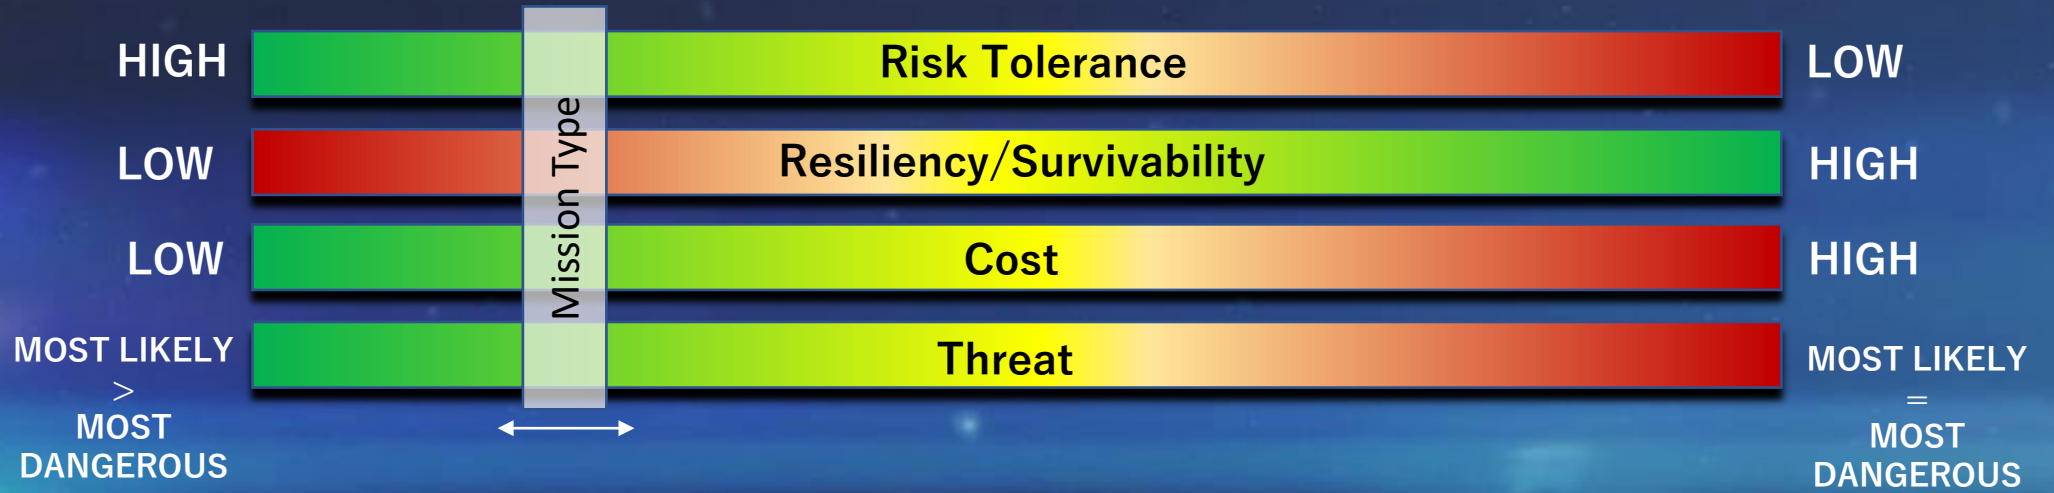 HIGH
Risk Tolerance
LOW
LOW
Resiliency/Survivability
HIGH
LOW
Cost
HIGH
MOST LIKELY
>
MOST
DANGEROUS
Threat
MOST LIKELY
=
MOST
DANGEROUS
Mission Type